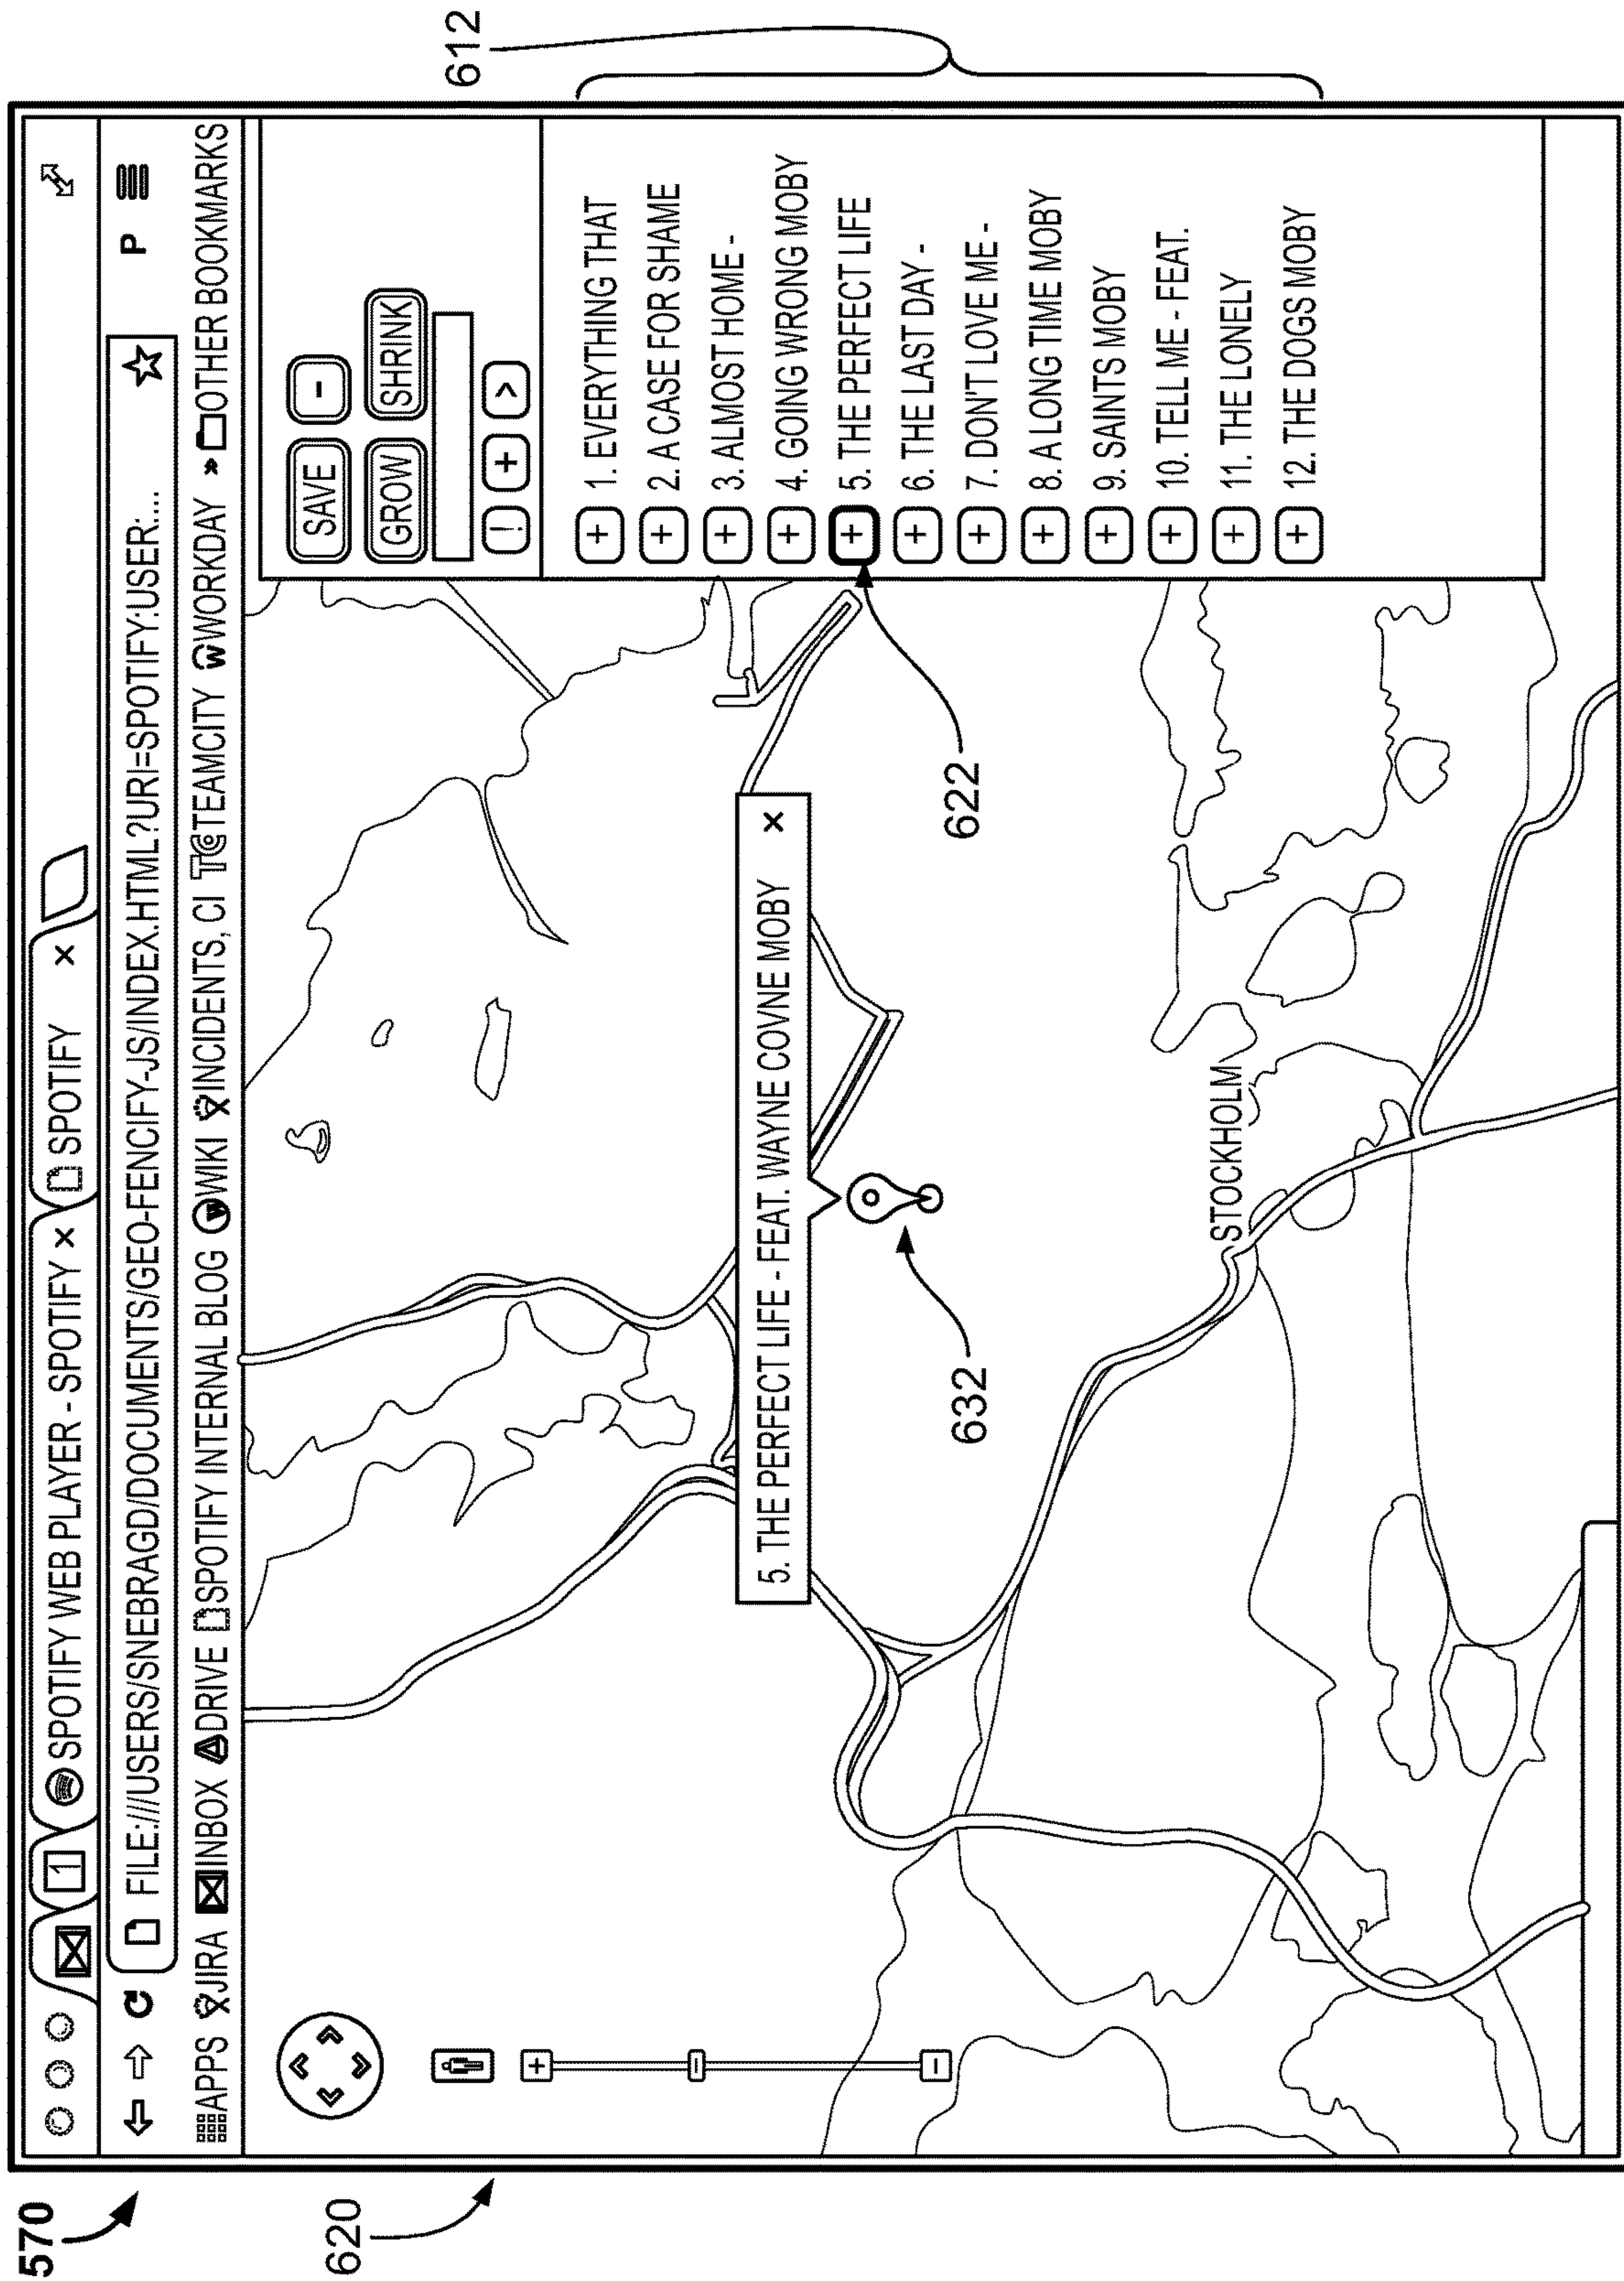 570
620
612
1
SPOTIFY WEB PLAYER - SPOTIFY ×
SPOTIFY ×
FILE:///USERS/SNEBRAGD/DOCUMENTS/GEO-FENCIFY-JS/INDEX.HTML?URI=SPOTIFY:USER:...
P
APPS JIRA INBOX DRIVE SPOTIFY INTERNAL BLOG W WIKI INCIDENTS, CI TC TEAMCITY W WORKDAY » OTHER BOOKMARKS
SAVE -
GROW SHRINK
! + >
+ 1. EVERYTHING THAT
+ 2. A CASE FOR SHAME
+ 3. ALMOST HOME -
+ 4. GOING WRONG MOBY
+ 5. THE PERFECT LIFE
+ 6. THE LAST DAY -
+ 7. DON'T LOVE ME -
+ 8. A LONG TIME MOBY
+ 9. SAINTS MOBY
+ 10. TELL ME - FEAT.
+ 11. THE LONELY
+ 12. THE DOGS MOBY
+
-
-
5. THE PERFECT LIFE - FEAT. WAYNE COVNE MOBY ×
622
632
STOCKHOLM